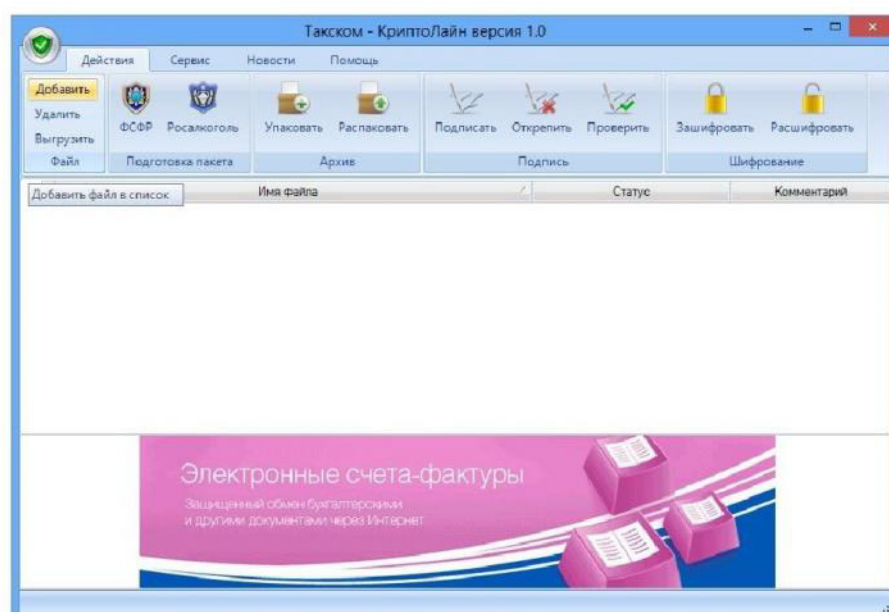 Такском - КриптоЛайн версия 1.0
Действия Сервис Новости Помощь
Добавить
Удалить
Выгрузить
Файл
ФСФР Росалкоголь
Подготовка пакета
Упаковать Распаковать
Архив
Подписать Открепить Проверить
Подпись
Зашифровать Расшифровать
Шифрование
Добавить файл в список
Имя файла Статус Комментарий
Электронные счета-фактуры
Защищенный обмен бухгалтерскими
и другими документами через Интернет